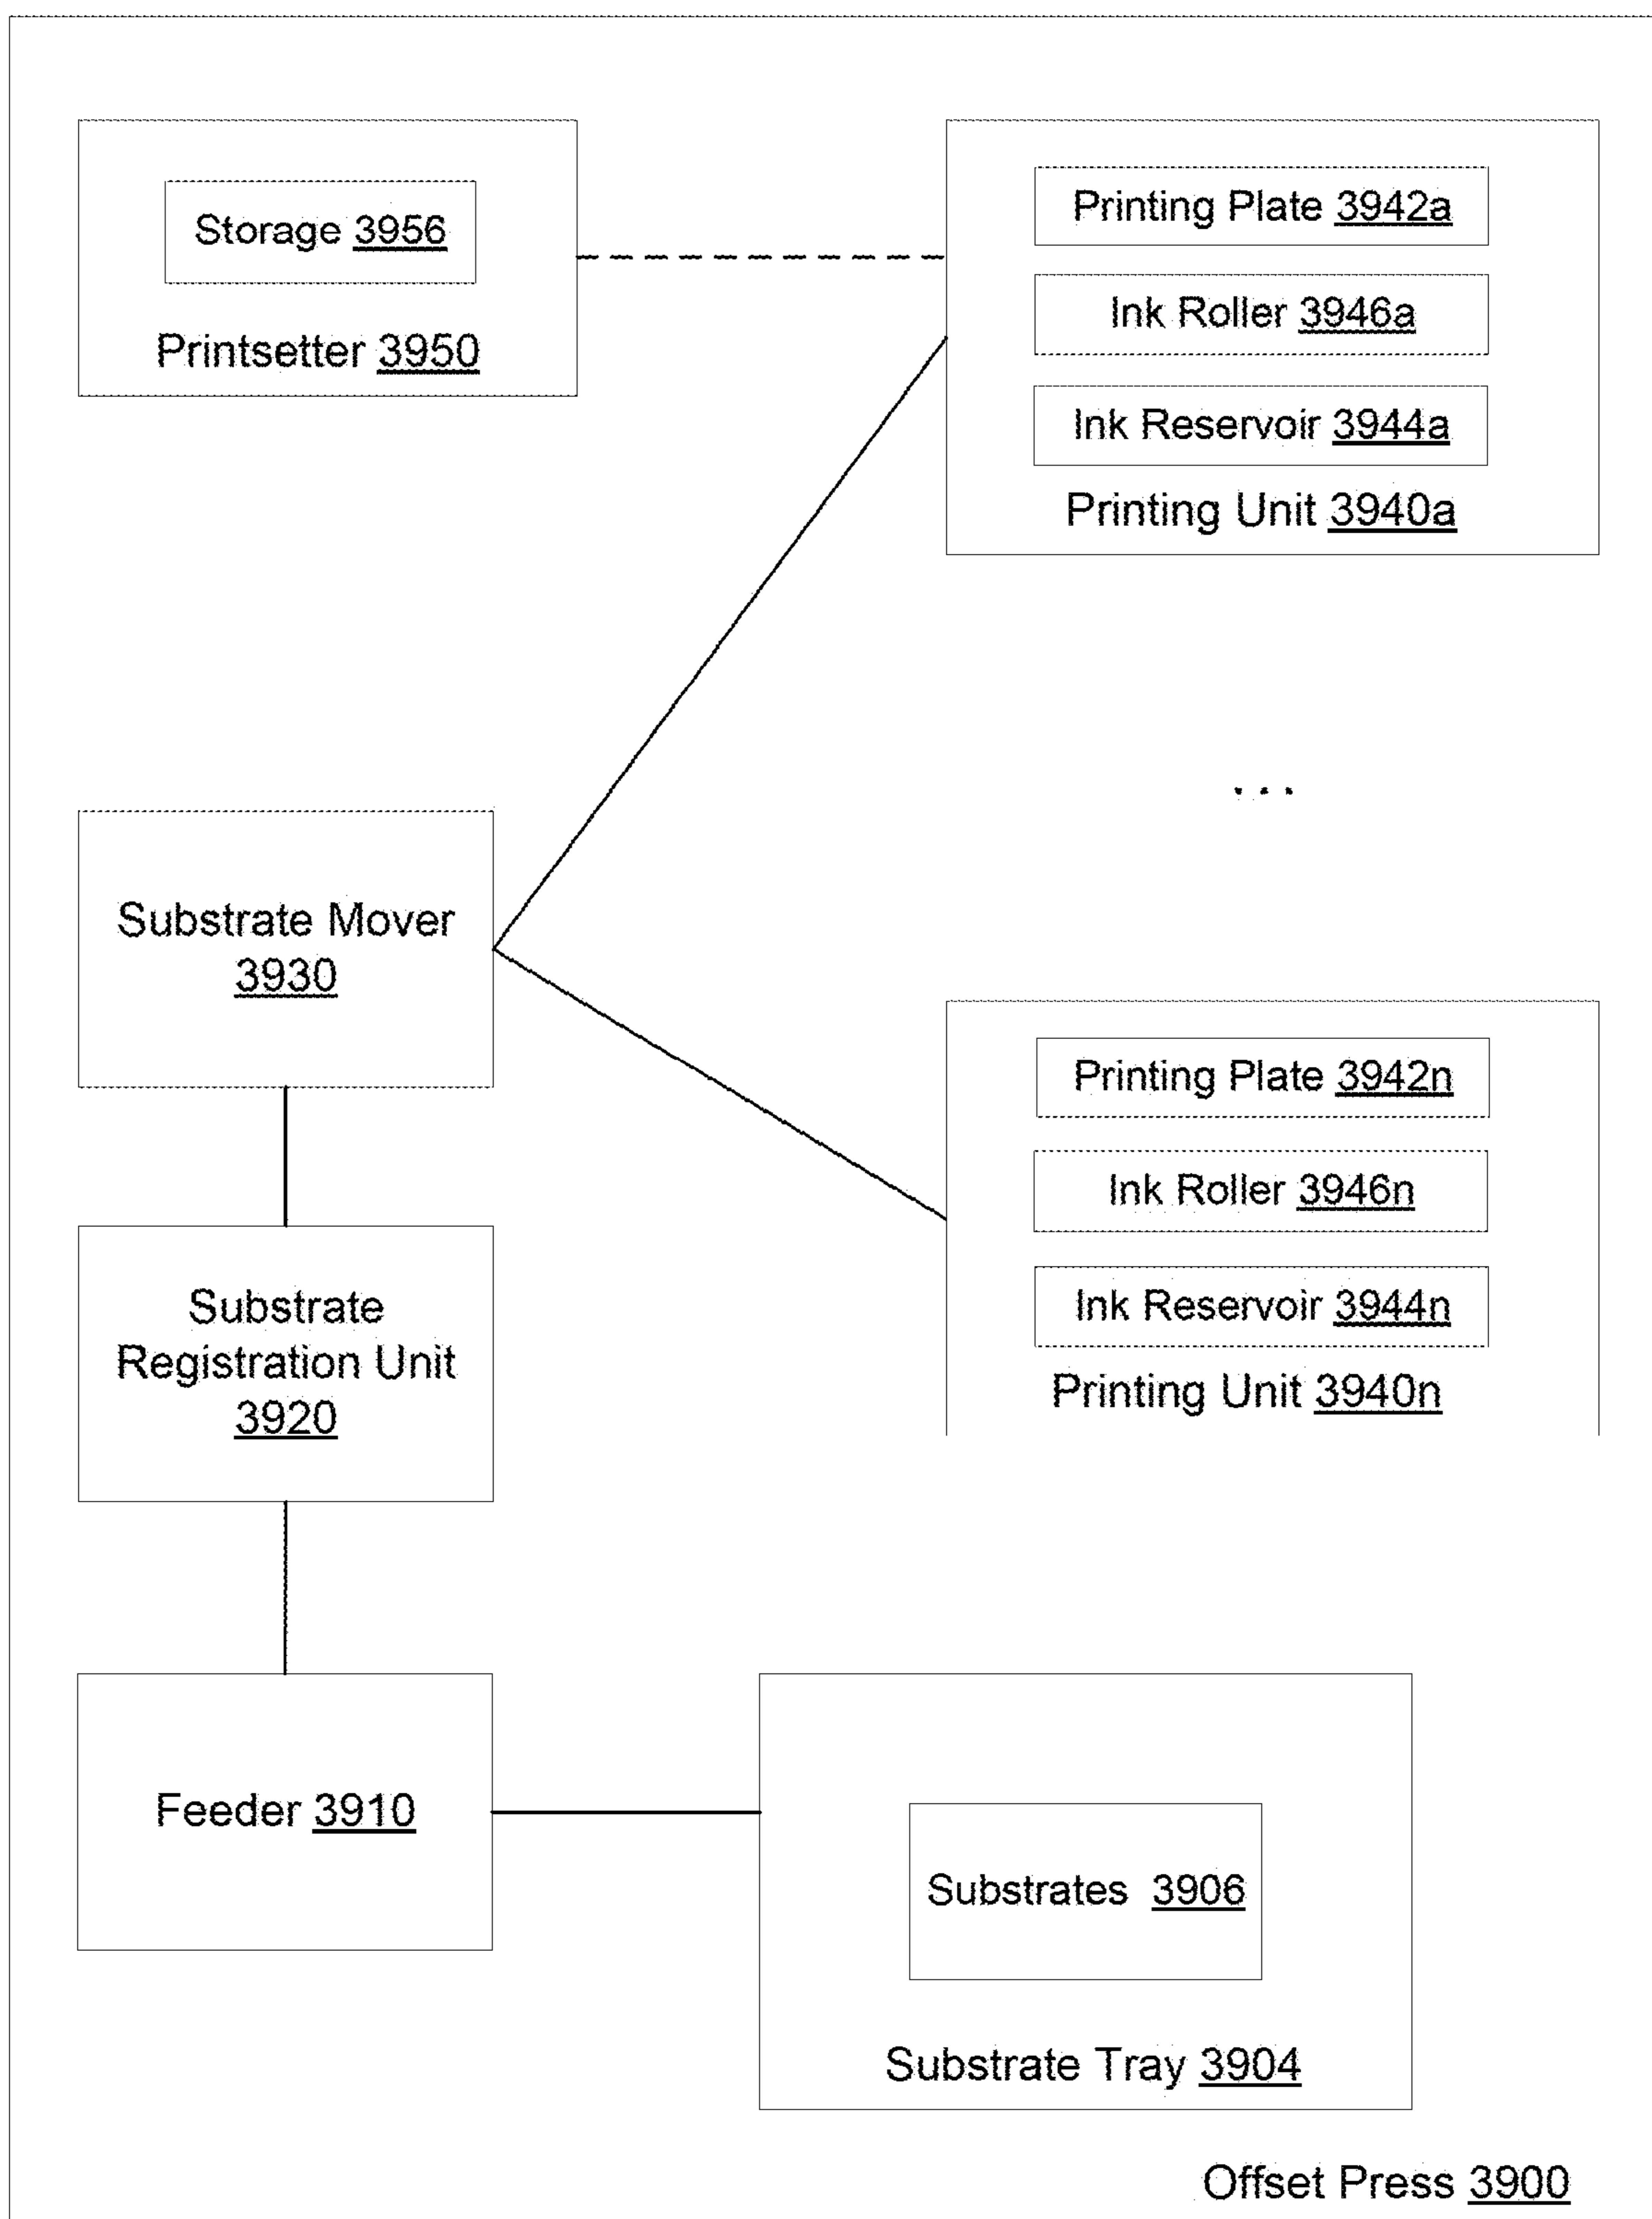 Storage 3956
Printsetter 3950
Printing Plate 3942a
Ink Roller 3946a
Ink Reservoir 3944a
Printing Unit 3940a
...
Substrate Mover
3930
Printing Plate 3942n
Ink Roller 3946n
Ink Reservoir 3944n
Printing Unit 3940n
Substrate
Registration Unit
3920
Feeder 3910
Substrates 3906
Substrate Tray 3904
Offset Press 3900